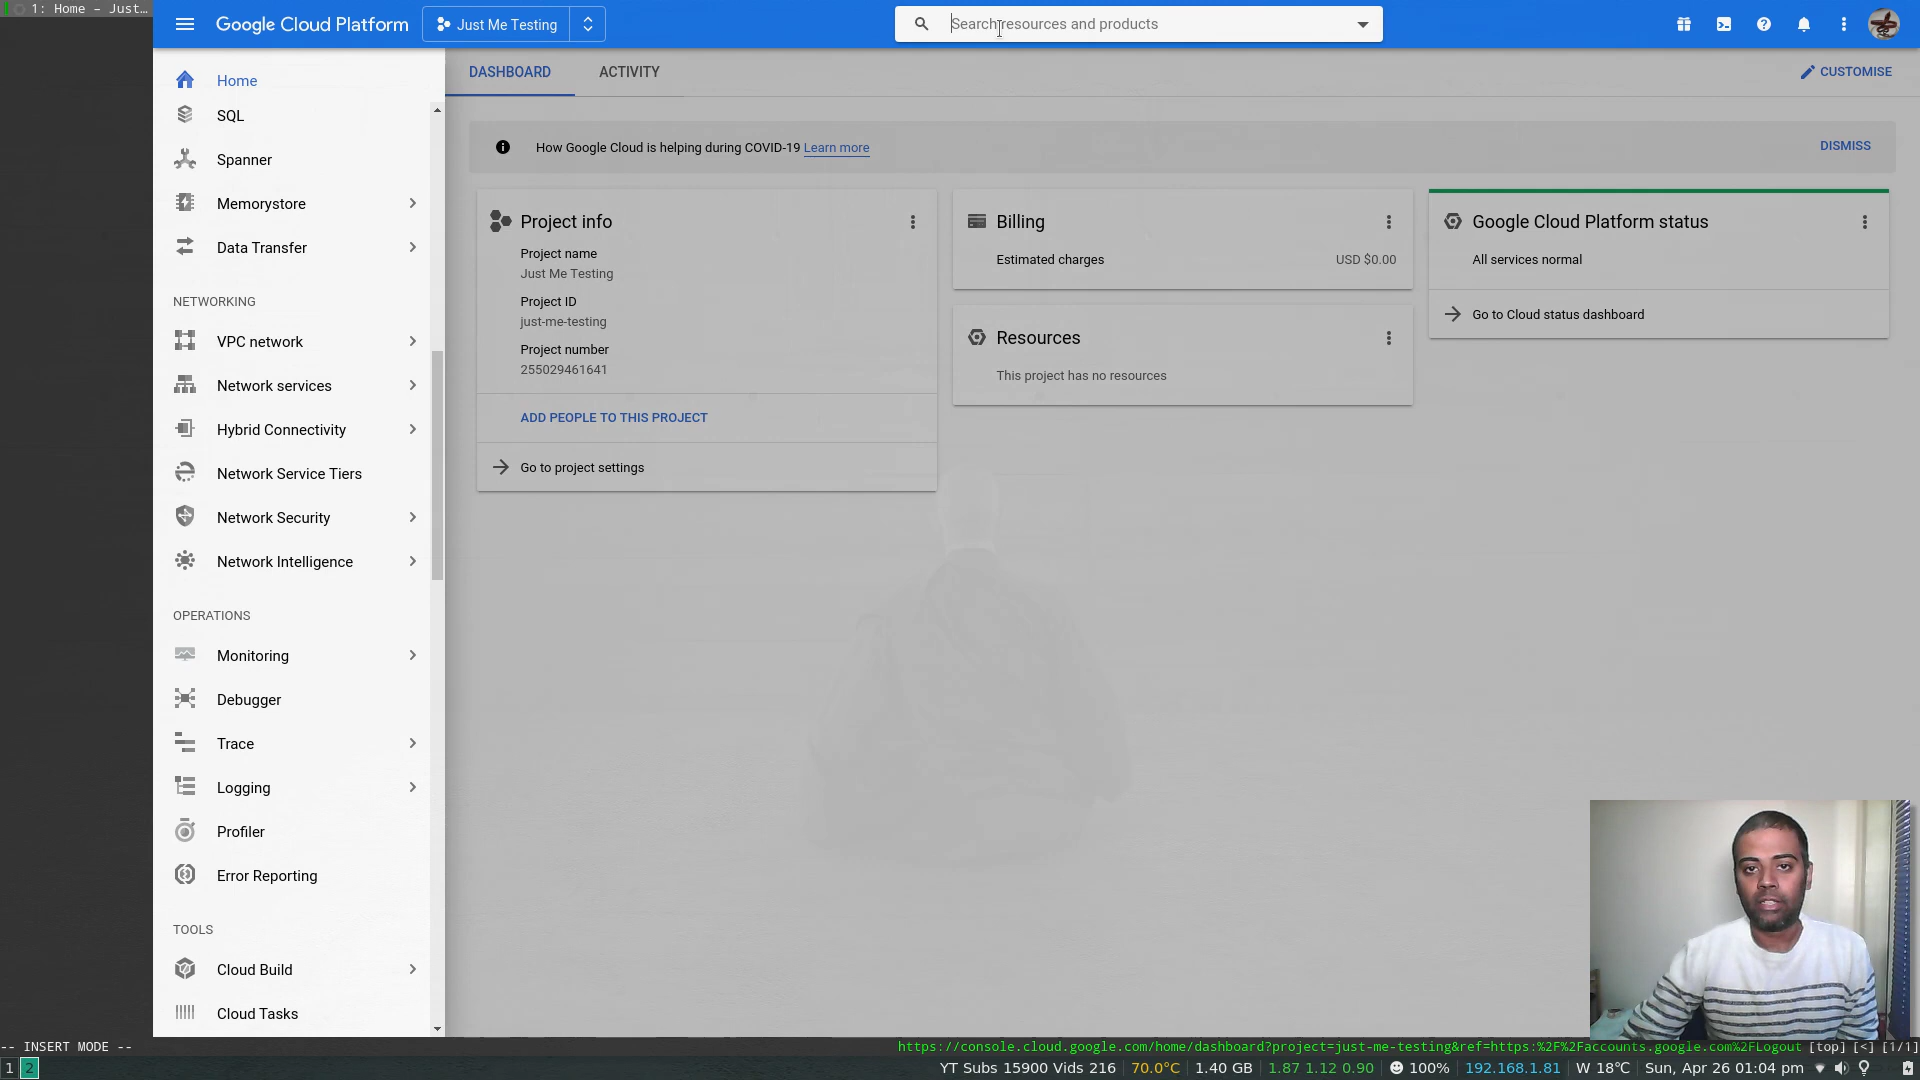 1: Home – Just…
Google Cloud Platform
Just Me Testing
Search resources and products
Home
SQL
Spanner
Memorystore
Data Transfer
NETWORKING
VPC network
Network services
Hybrid Connectivity
Network Service Tiers
Network Security
Network Intelligence
OPERATIONS
Monitoring
Debugger
Trace
Logging
Profiler
Error Reporting
TOOLS
Cloud Build
Cloud Tasks
DASHBOARD
ACTIVITY
CUSTOMISE
How Google Cloud is helping during COVID-19 Learn more
DISMISS
Project info
Project name
Just Me Testing
Project ID
just-me-testing
Project number
255029461641
ADD PEOPLE TO THIS PROJECT
Go to project settings
Billing
Estimated charges USD $0.00
Resources
This project has no resources
Google Cloud Platform status
All services normal
Go to Cloud status dashboard
-- INSERT MODE --
https://console.cloud.google.com/home/dashboard?project=just-me-testing&ref=https:%2F%2Faccounts.google.com%2FLogout [top] [<] [1/1]
1 2
YT Subs 15900 Vids 216 70.0°C 1.40 GB 1.87 1.12 0.90 100% 192.168.1.81 W 18℃ Sun, Apr 26 01:04 pm